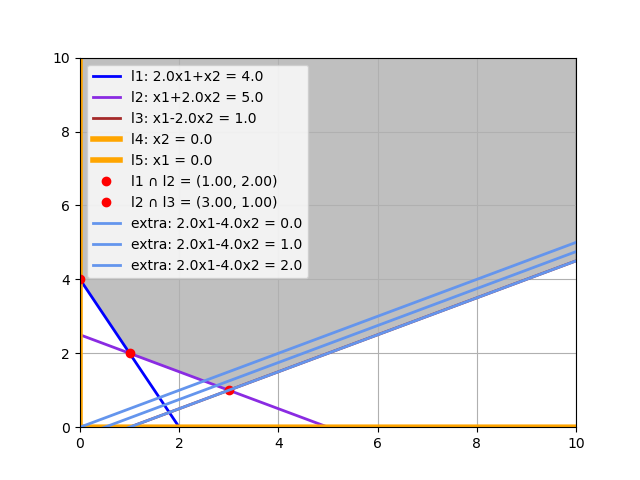 10
8
6
4
2
0
l1: 2.0x1+x2 = 4.0
l2: x1+2.0x2 = 5.0
l3: x1-2.0x2 = 1.0
l4: x2 = 0.0
l5: x1 = 0.0
l1 ∩ l2 = (1.00, 2.00)
l2 ∩ l3 = (3.00, 1.00)
extra: 2.0x1-4.0x2 = 0.0
extra: 2.0x1-4.0x2 = 1.0
extra: 2.0x1-4.0x2 = 2.0
0 2 4 6 8 10